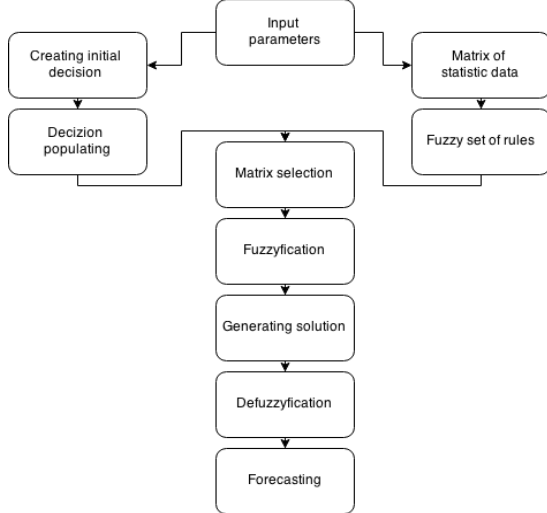 Input
parameters
Creating initial
decision
Matrix of
statistic data
Decizion
populating
Fuzzy set of rules
Matrix selection
Fuzzyfication
Generating solution
Defuzzyfication
Forecasting